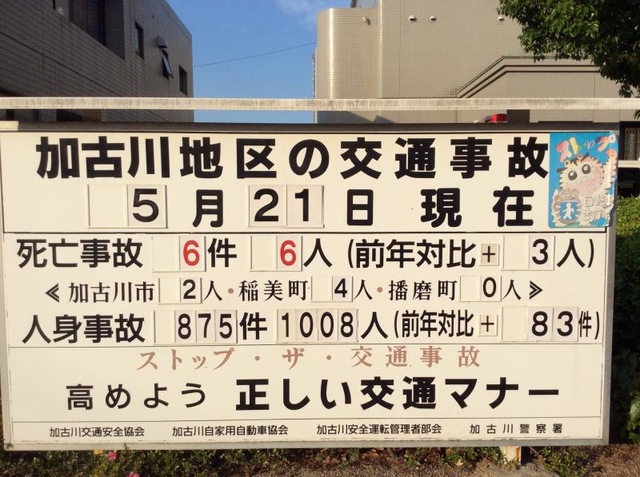 加古川地区の交通事故
5月21日 現在
死亡事故 6件 6人 (前年対比+ 3人)
≪加古川市 2人・稲美町 4人・播磨町 0人≫
人身事故 875件 1008人 (前年対比+ 83件)
ストップ・ザ・交通事故
高めよう 正しい交通マナー
加古川交通安全協会 加古川自家用自動車協会 加古川安全運転管理者部会 加古川警察署